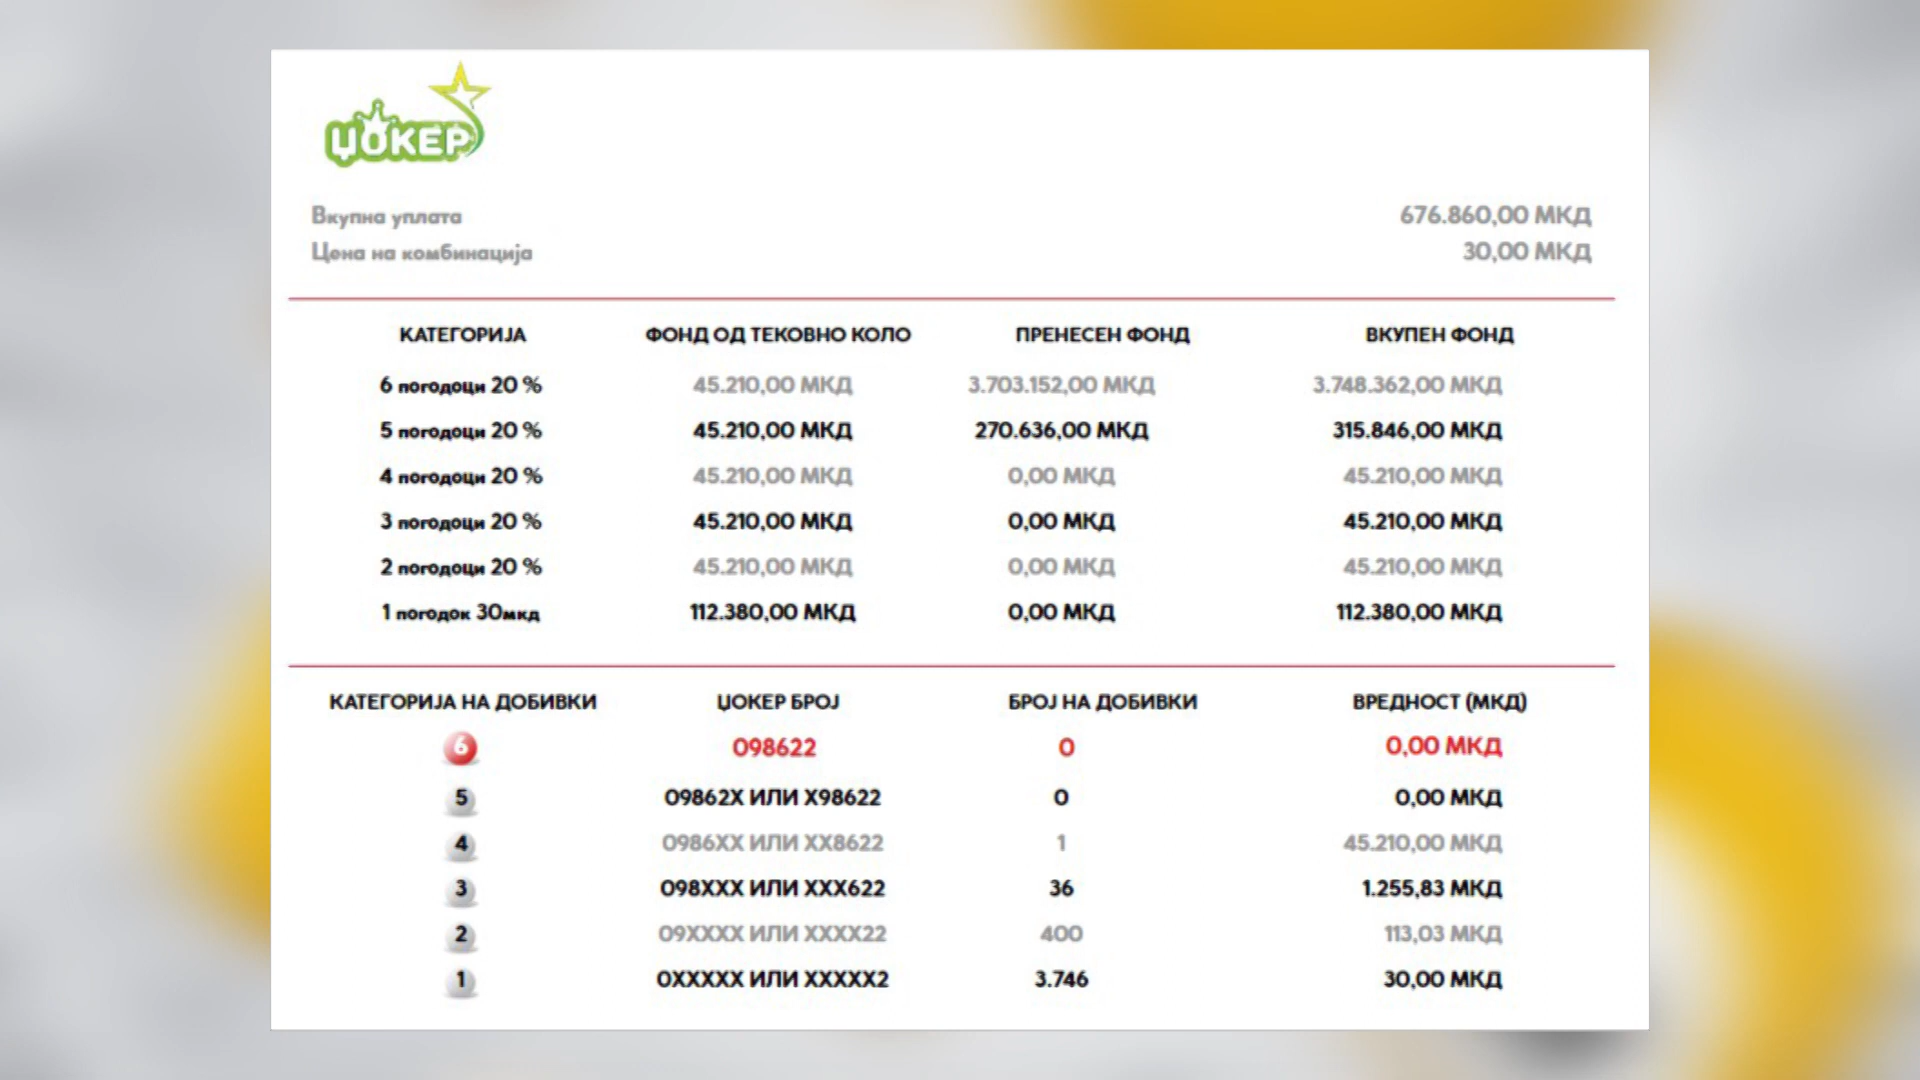 ЏОКЕР
Вкупна уплата 676.860,00 МКД
Цена на комбинација 30,00 МКД
КАТЕГОРИЈА ФОНД ОД ТЕКОВНО КОЛО ПРЕНЕСЕН ФОНД ВКУПЕН ФОНД
6 погодоци 20 % 45.210,00 МКД 3.703.152,00 МКД 3.748.362,00 МКД
5 погодоци 20 % 45.210,00 МКД 270.636,00 МКД 315.846,00 МКД
4 погодоци 20 % 45.210,00 МКД 0,00 МКД 45.210,00 МКД
3 погодоци 20 % 45.210,00 МКД 0,00 МКД 45.210,00 МКД
2 погодоци 20 % 45.210,00 МКД 0,00 МКД 45.210,00 МКД
1 погодок 30мкд 112.380,00 МКД 0,00 МКД 112.380,00 МКД
КАТЕГОРИЈА НА ДОБИВКИ ЏОКЕР БРОЈ БРОЈ НА ДОБИВКИ ВРЕДНОСТ (МКД)
6 098622 0 0,00 МКД
5 09862X ИЛИ X98622 0 0,00 МКД
4 0986XX ИЛИ XX8622 1 45.210,00 МКД
3 098XXX ИЛИ XXX622 36 1.255,83 МКД
2 09XXXX ИЛИ XXXX22 400 113,03 МКД
1 0XXXXX ИЛИ XXXXX2 3.746 30,00 МКД